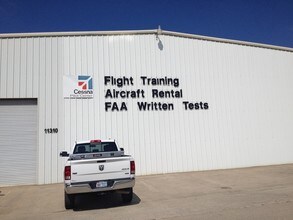 Flight Training
Aircraft Rental
FAA Written Tests
Cessna
11310